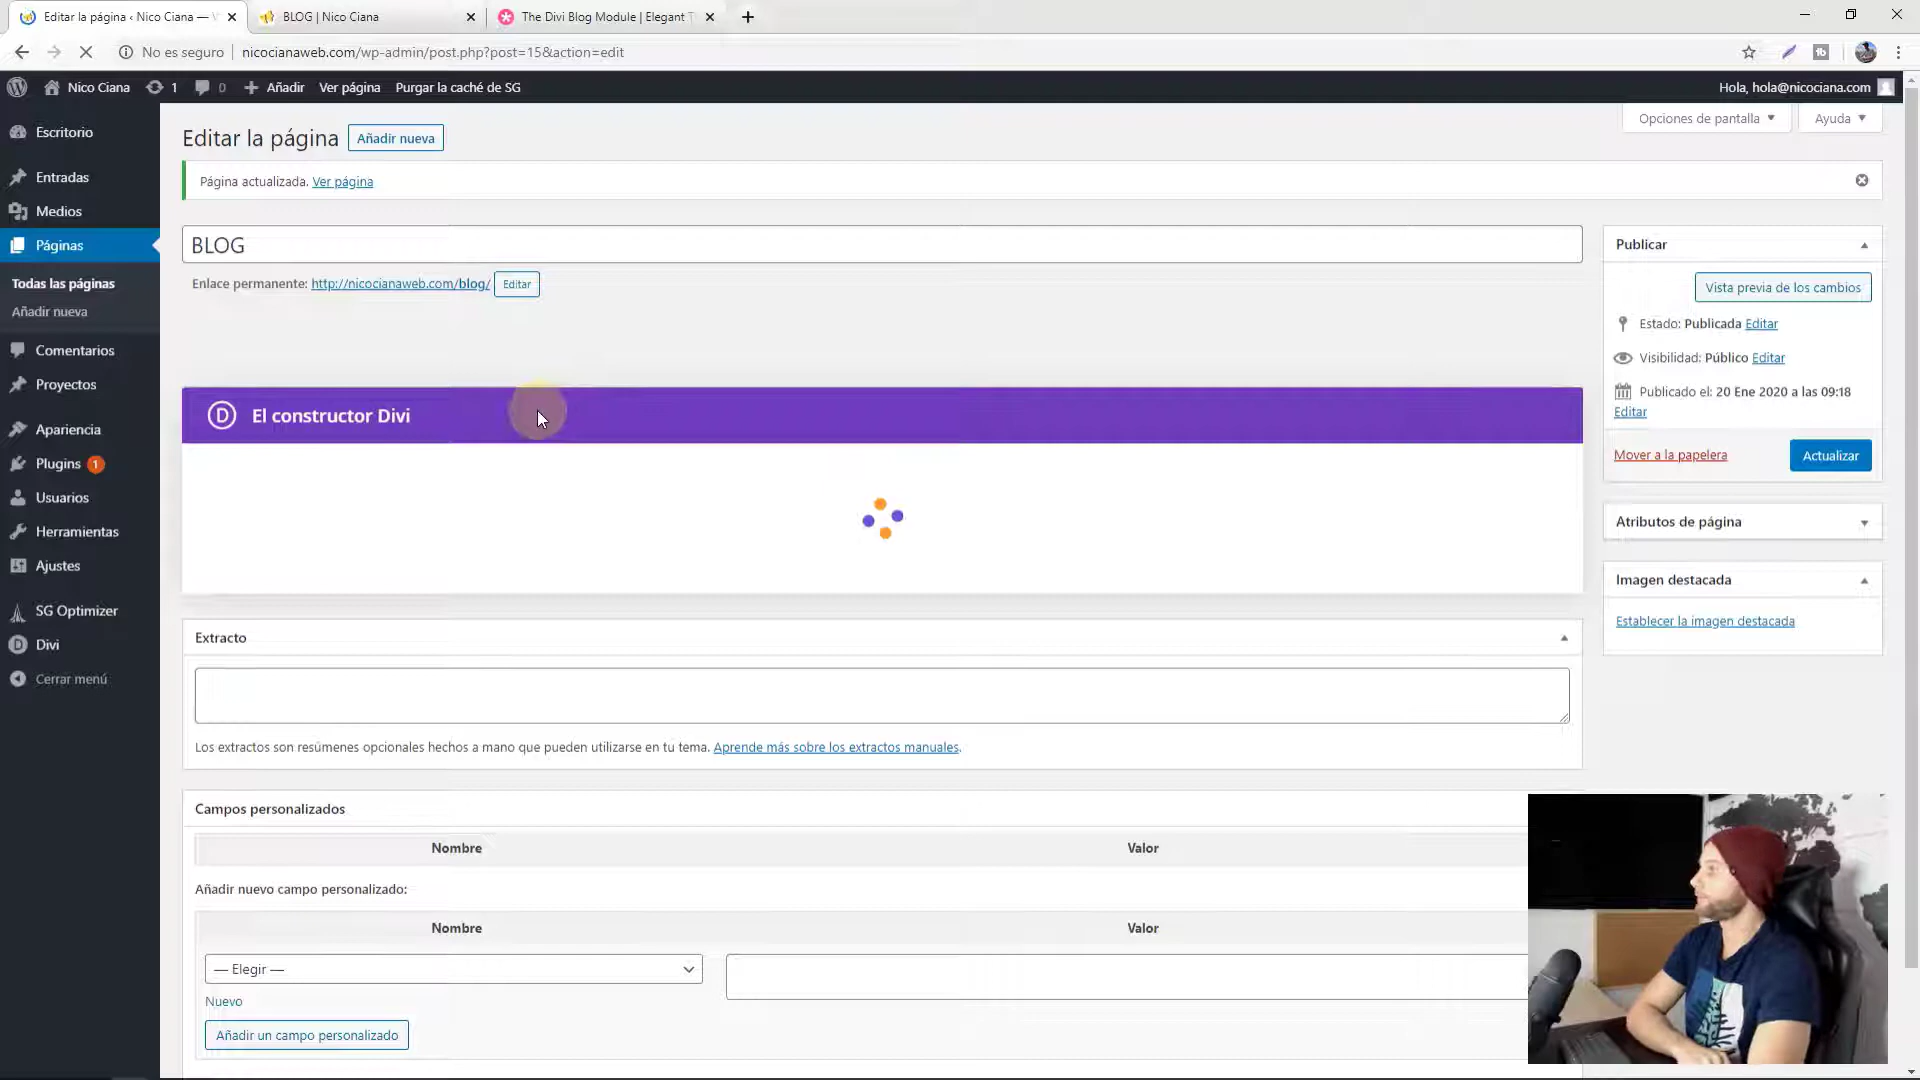 Editar la página ‹ Nico Ciana — W
BLOG | Nico Ciana
The Divi Blog Module | Elegant T
No es seguro
nicocianaweb.com/wp-admin/post.php?post=15&action=edit
Nico Ciana
1
0
Añadir
Ver página
Purgar la caché de SG
Hola, hola@nicociana.com
Escritorio
Entradas
Medios
Páginas
Todas las páginas
Añadir nueva
Comentarios
Proyectos
Apariencia
Plugins 1
Usuarios
Herramientas
Ajustes
SG Optimizer
Divi
Cerrar menú
Opciones de pantalla
Ayuda
Editar la página
Añadir nueva
Página actualizada. Ver página
BLOG
Enlace permanente: http://nicocianaweb.com/blog/ Editar
D El constructor Divi
Extracto
Los extractos son resúmenes opcionales hechos a mano que pueden utilizarse en tu tema. Aprende más sobre los extractos manuales.
Campos personalizados
Nombre
Valor
Añadir nuevo campo personalizado:
Nombre
Valor
— Elegir —
Nuevo
Añadir un campo personalizado
Publicar
Vista previa de los cambios
Estado: Publicada Editar
Visibilidad: Público Editar
Publicado el: 20 Ene 2020 a las 09:18
Editar
Mover a la papelera
Actualizar
Atributos de página
Imagen destacada
Establecer la imagen destacada